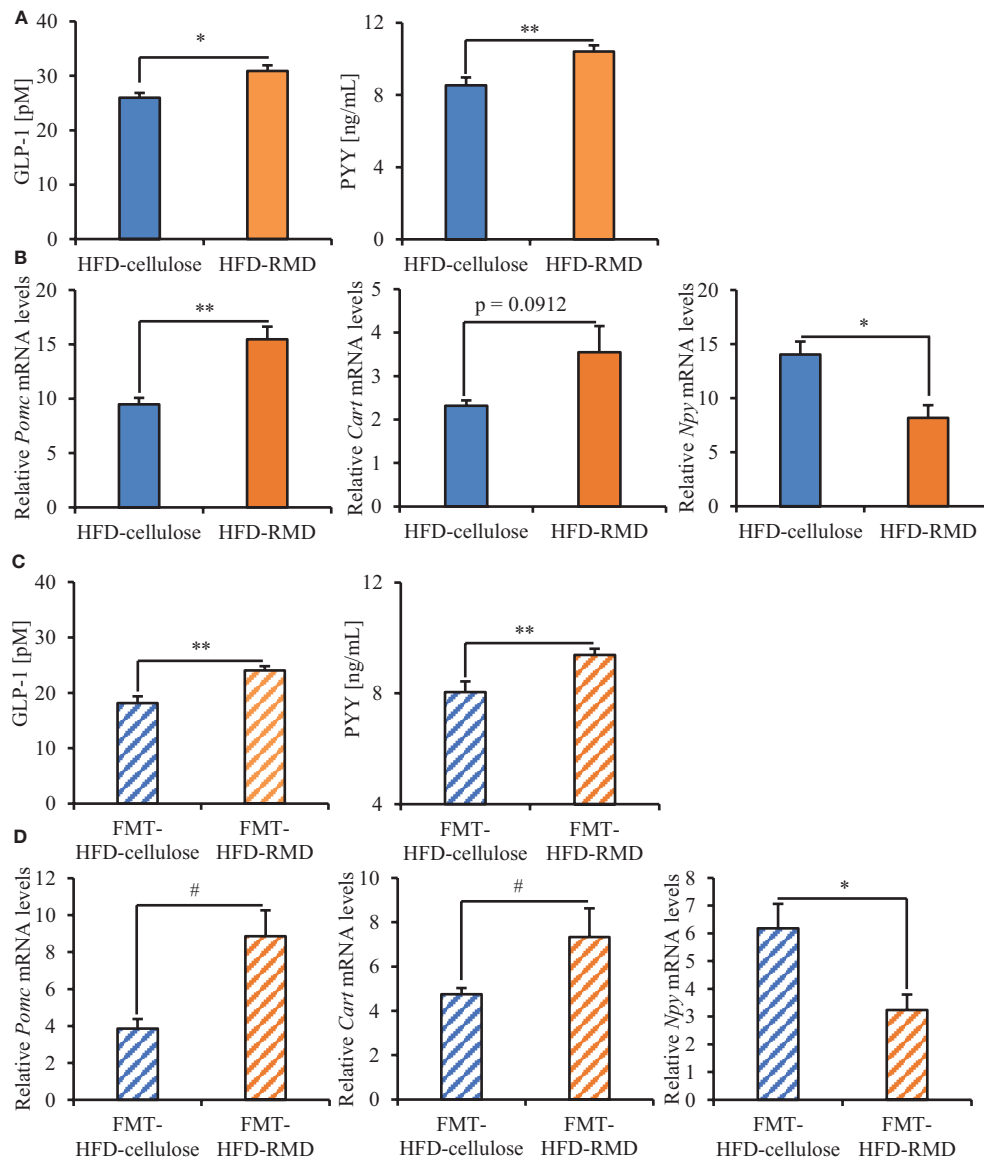 A
GLP-1 [pM]
40
30
20
10
0
*
HFD-cellulose HFD-RMD
PYY [ng/mL]
12
8
4
0
**
HFD-cellulose HFD-RMD
B
Relative Pomc mRNA levels
20
15
10
5
0
**
HFD-cellulose HFD-RMD
Relative Cart mRNA levels
5
4
3
2
1
0
p = 0.0912
HFD-cellulose HFD-RMD
Relative Npy mRNA levels
20
15
10
5
0
*
HFD-cellulose HFD-RMD
C
GLP-1 [pM]
40
30
20
10
0
**
FMT- FMT-
HFD-cellulose HFD-RMD
PYY [ng/mL]
12
8
4
**
FMT- FMT-
HFD-cellulose HFD-RMD
D
Relative Pomc mRNA levels
12
10
8
6
4
2
0
#
FMT- FMT-
HFD-cellulose HFD-RMD
Relative Cart mRNA levels
10
8
6
4
2
0
#
FMT- FMT-
HFD-cellulose HFD-RMD
Relative Npy mRNA levels
8
7
6
5
4
3
2
1
0
*
FMT- FMT-
HFD-cellulose HFD-RMD